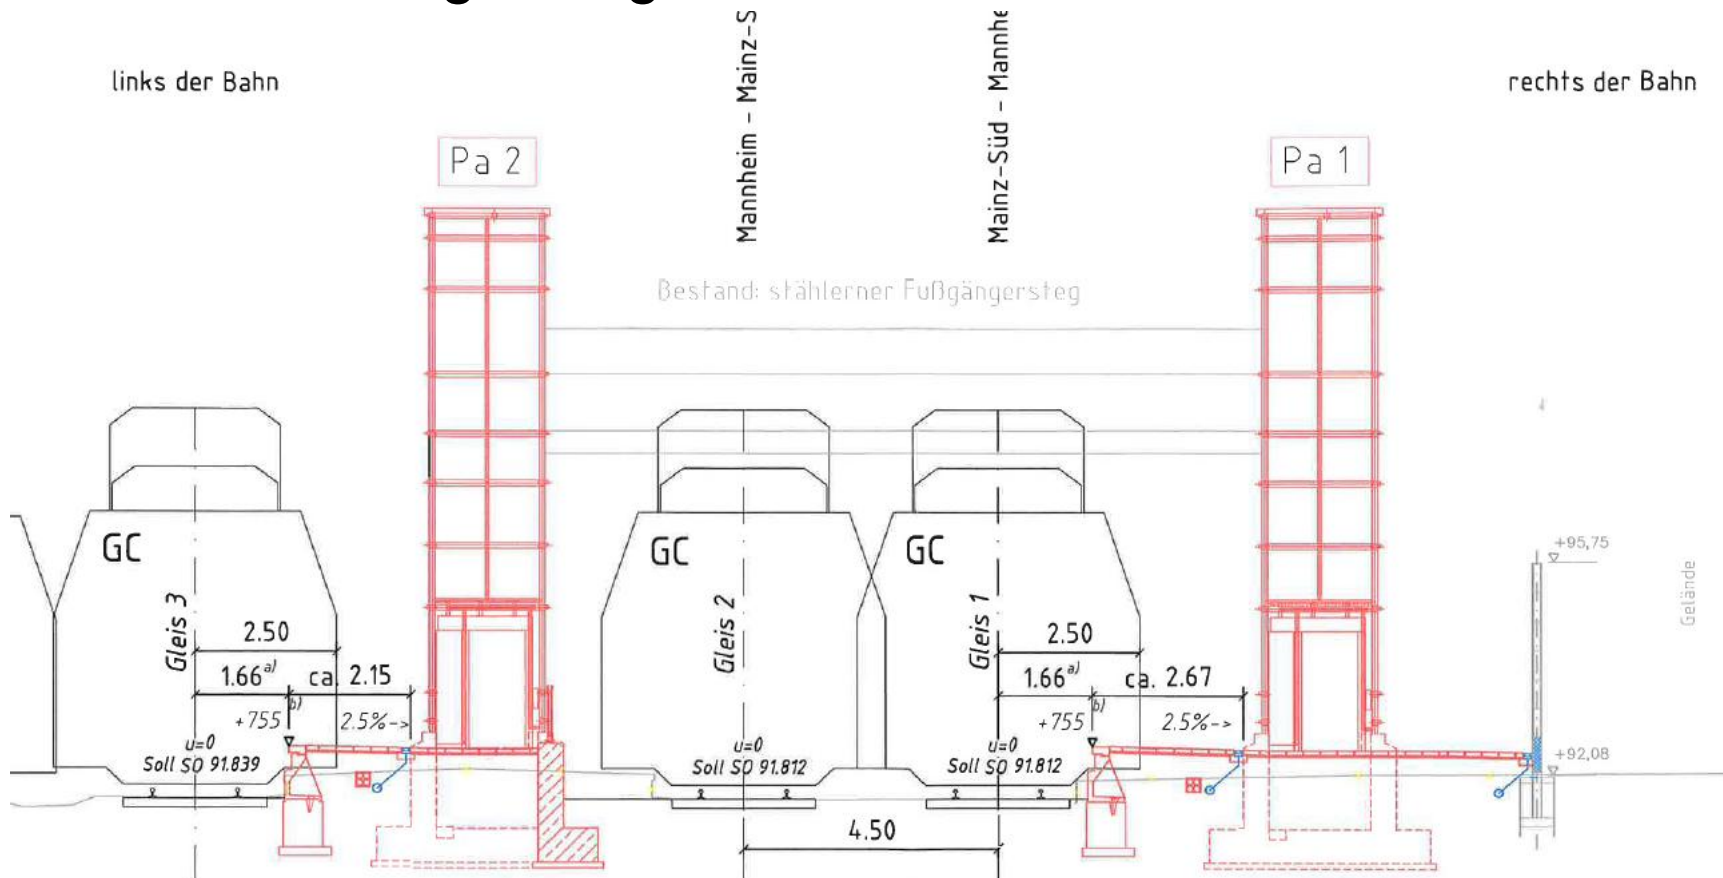 links der Bahn
Mannheim - Mainz-S
Mainz-Süd - Mannhe
rechts der Bahn
Pa 2
Pa 1
Bestand: stählerner Fußgängersteg
GC
GC
GC
+95,75
Gelände
Gleis 3
Gleis 2
Gleis 1
2.50
2.50
1.66 a)
ca. 2.15
1.66 a)
ca. 2.67
b)
b)
+755
2.5%->
+755
2.5%->
u=0
u=0
u=0
Soll SO 91.839
Soll SO 91.812
Soll SO 91.812
+92,08
4.50